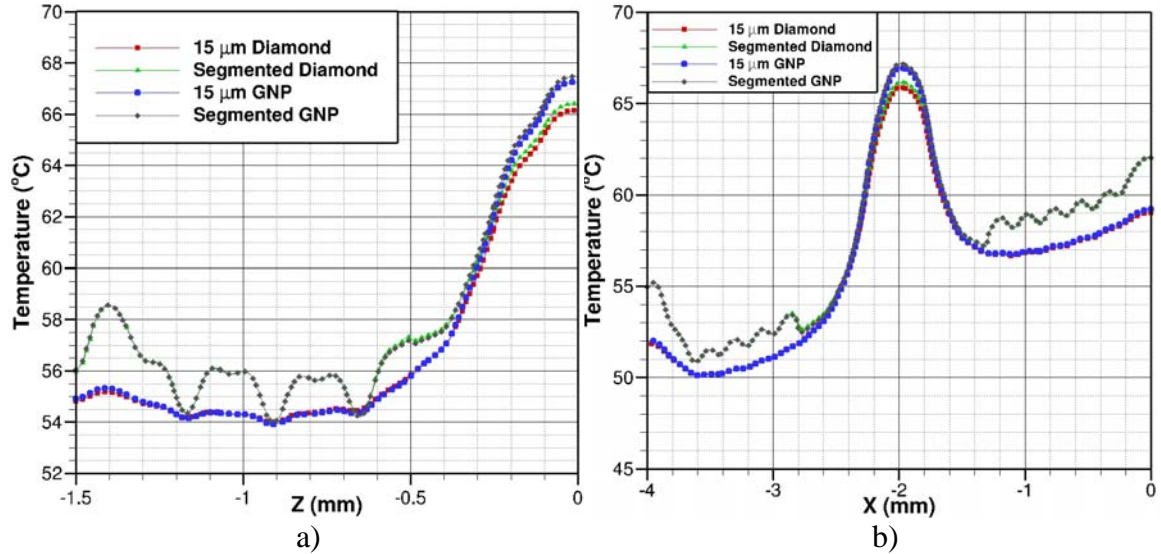 70
68
66
64
62
60
58
56
54
52
Temperature (°C)
15 μm Diamond
Segmented Diamond
15 μm GNP
Segmented GNP
-1.5
-1
-0.5
0
Z (mm)
a)
70
65
60
55
50
45
Temperature (°C)
15 μm Diamond
Segmented Diamond
15 μm GNP
Segmented GNP
-4
-3
-2
-1
0
X (mm)
b)